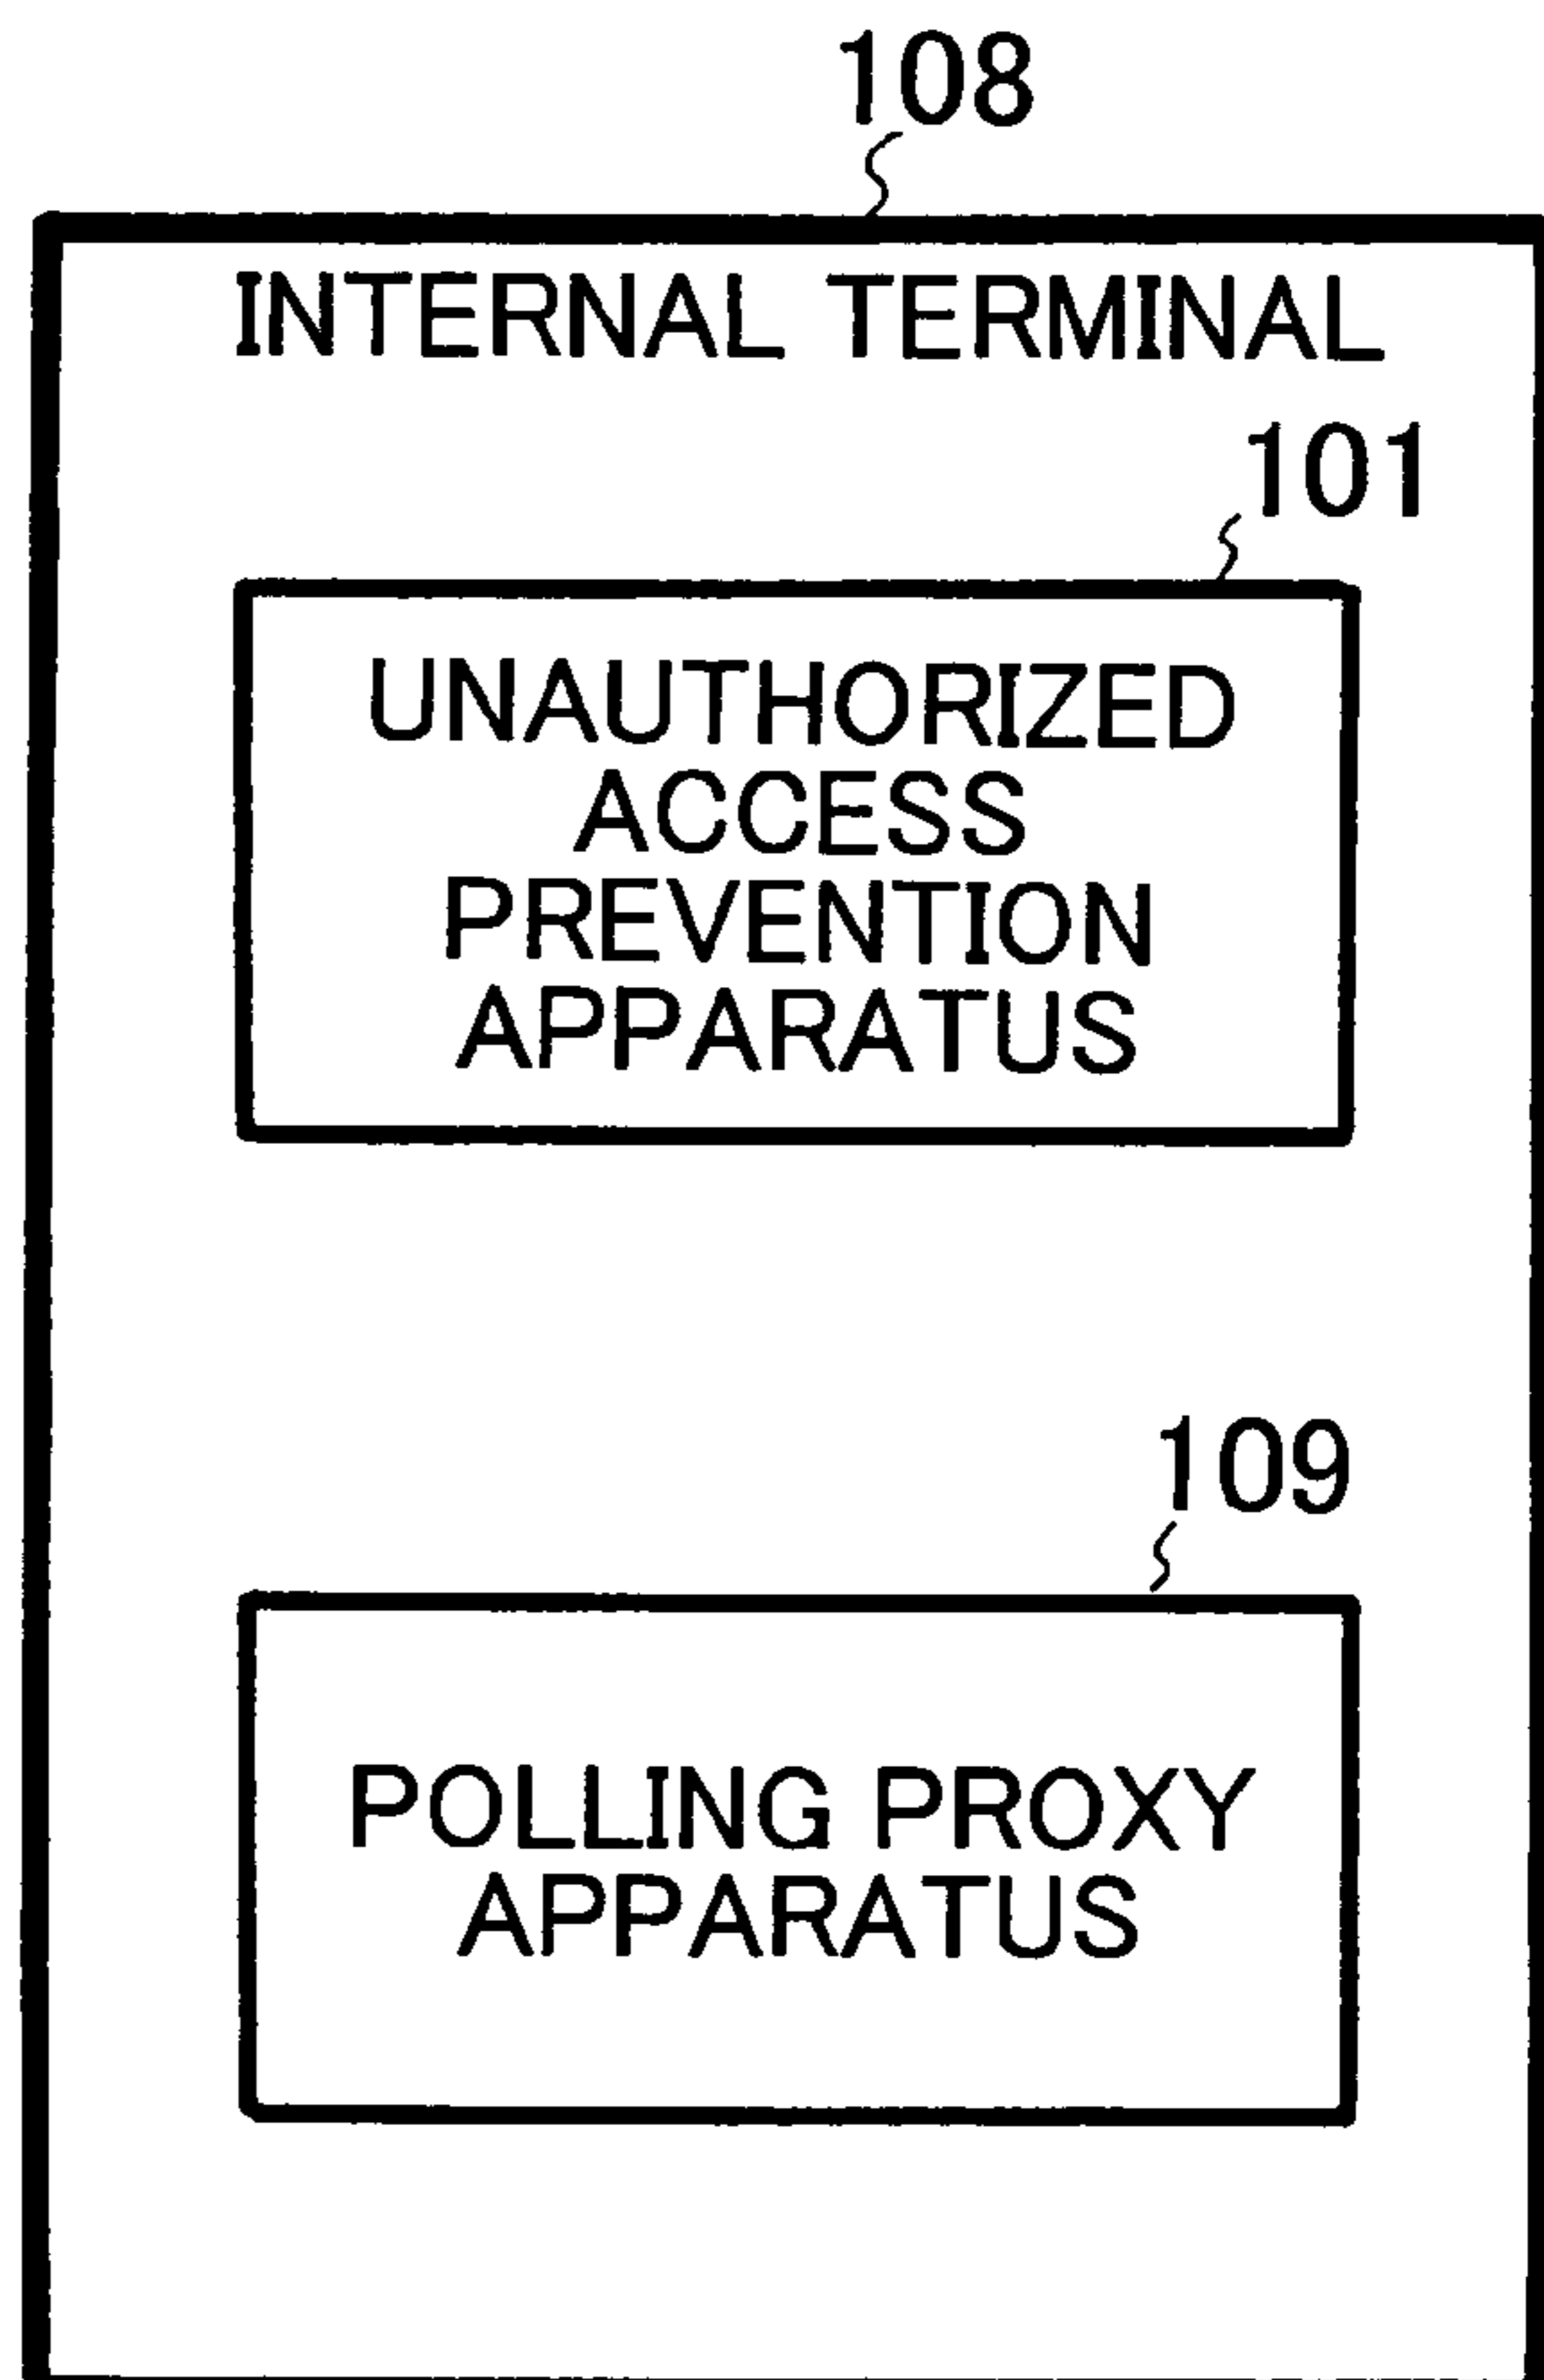 108
INTERNAL TERMINAL
101
UNAUTHORIZED
ACCESS
PREVENTION
APPARATUS
109
POLLING PROXY
APPARATUS